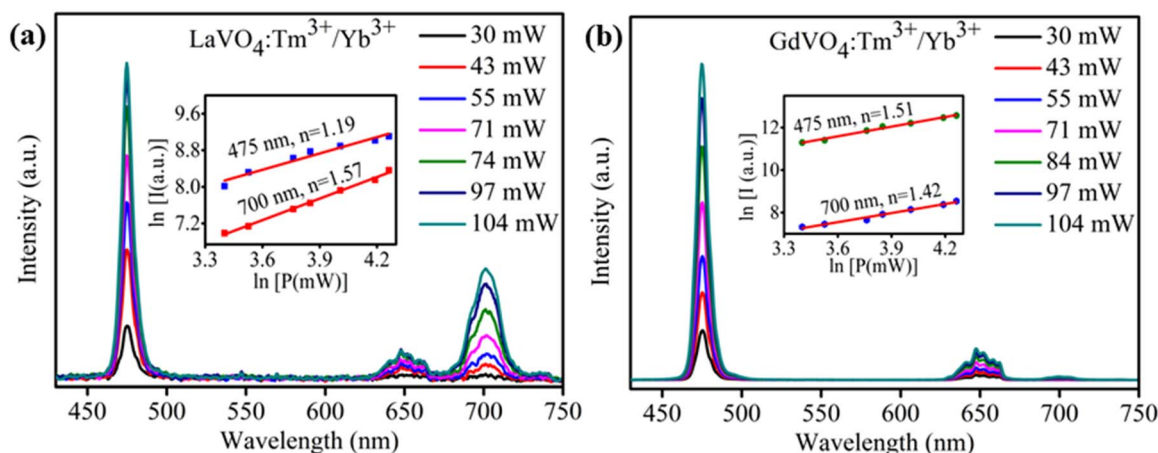 (a)
LaVO₄:Tm³⁺/Yb³⁺
30 mW
43 mW
55 mW
71 mW
74 mW
97 mW
104 mW
ln [I(a.u.)]
9.6
8.8
8.0
7.2
475 nm, n=1.19
700 nm, n=1.57
3.3 3.6 3.9 4.2
ln [P(mW)]
Intensity (a.u.)
450 500 550 600 650 700 750
Wavelength (nm)
(b)
GdVO₄:Tm³⁺/Yb³⁺
30 mW
43 mW
55 mW
71 mW
84 mW
97 mW
104 mW
ln [I (a.u.)]
12
10
8
475 nm, n=1.51
700 nm, n=1.42
3.3 3.6 3.9 4.2
ln [P(mW)]
Intensity (a.u.)
450 500 550 600 650 700 750
Wavelength (nm)